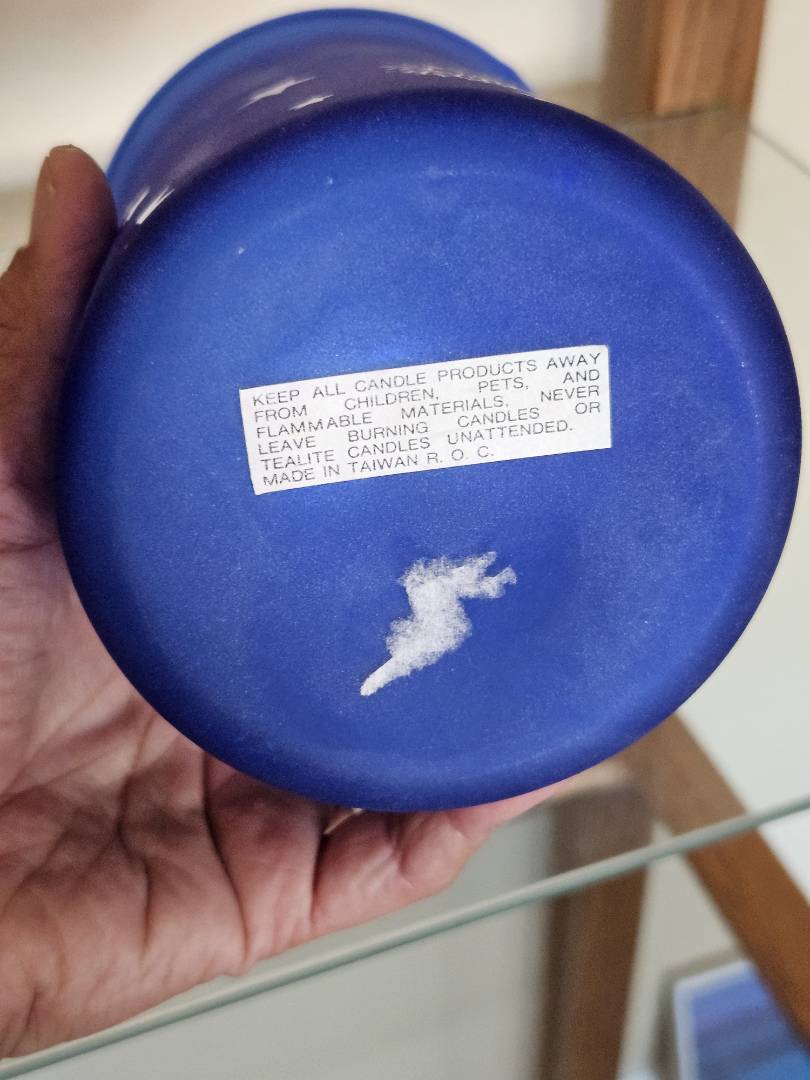 KEEP ALL CANDLE PRODUCTS AWAY
FROM CHILDREN, PETS, AND
FLAMMABLE MATERIALS, NEVER
LEAVE BURNING CANDLES OR
TEALITE CANDLES UNATTENDED.
MADE IN TAIWAN R. O. C.